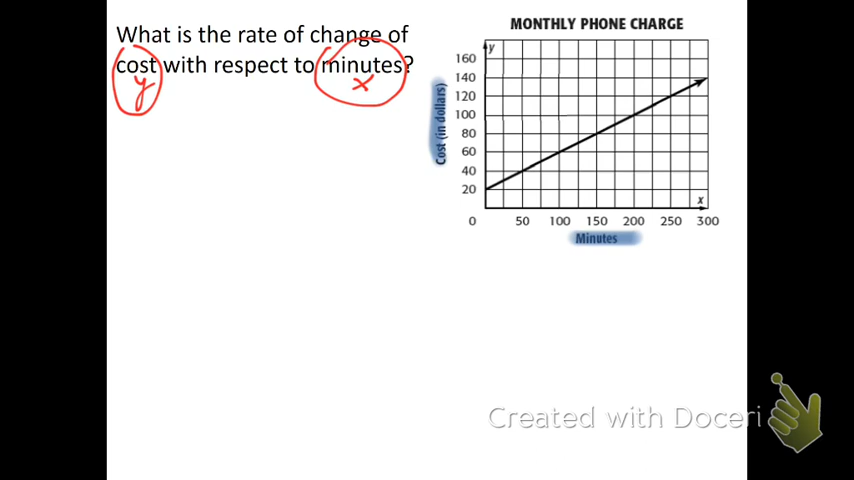 What is the rate of change of
cost with respect to minutes?
y
x
MONTHLY PHONE CHARGE
y
160
140
120
100
80
60
40
20
Cost (in dollars)
x
0 50 100 150 200 250 300
Minutes
Created with Doceri